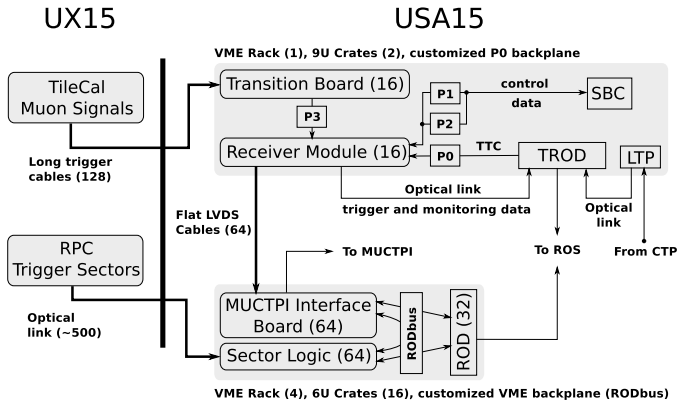 UX15
USA15
VME Rack (1), 9U Crates (2), customized P0 backplane
TileCal
Muon Signals
Transition Board (16)
P3
P1
P2
control
data
SBC
Receiver Module (16)
P0
TTC
TROD
LTP
Long trigger
cables (128)
Optical link
trigger and monitoring data
Optical
link
Flat LVDS
Cables (64)
To MUCTPI
To ROS
From CTP
RPC
Trigger Sectors
Optical
link (~500)
MUCTPI Interface
Board (64)
Sector Logic (64)
RODbus
ROD (32)
VME Rack (4), 6U Crates (16), customized VME backplane (RODbus)